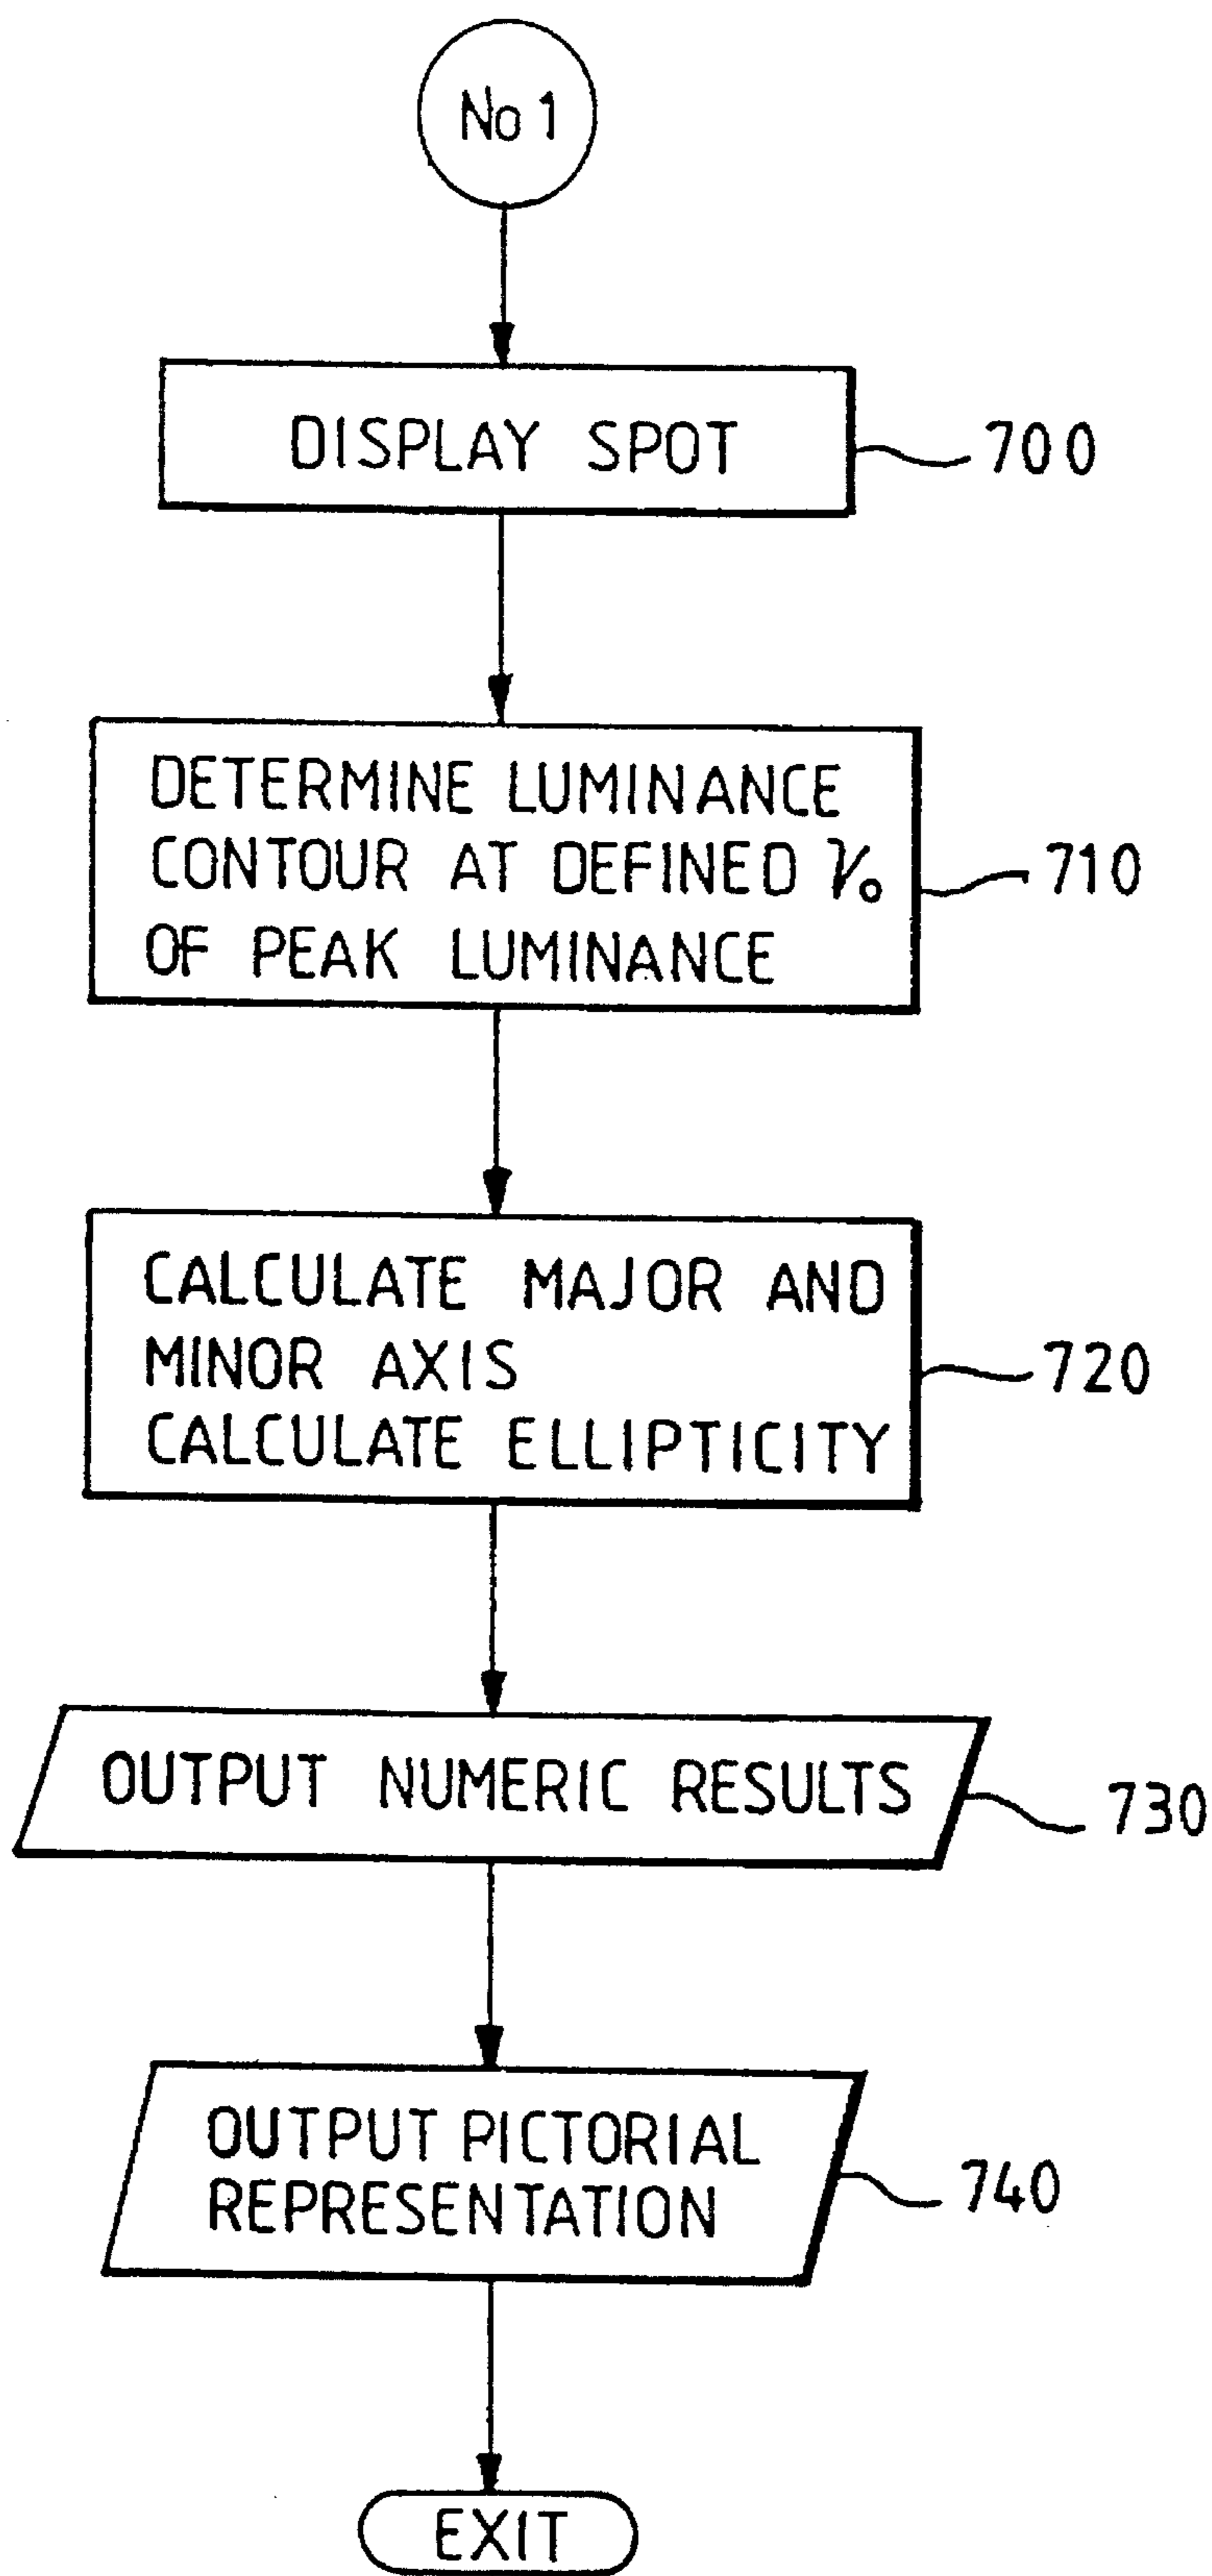 No 1
DISPLAY SPOT
700
DETERMINE LUMINANCE
CONTOUR AT DEFINED %
OF PEAK LUMINANCE
710
CALCULATE MAJOR AND
MINOR AXIS
CALCULATE ELLIPTICITY
720
OUTPUT NUMERIC RESULTS
730
OUTPUT PICTORIAL
REPRESENTATION
740
EXIT